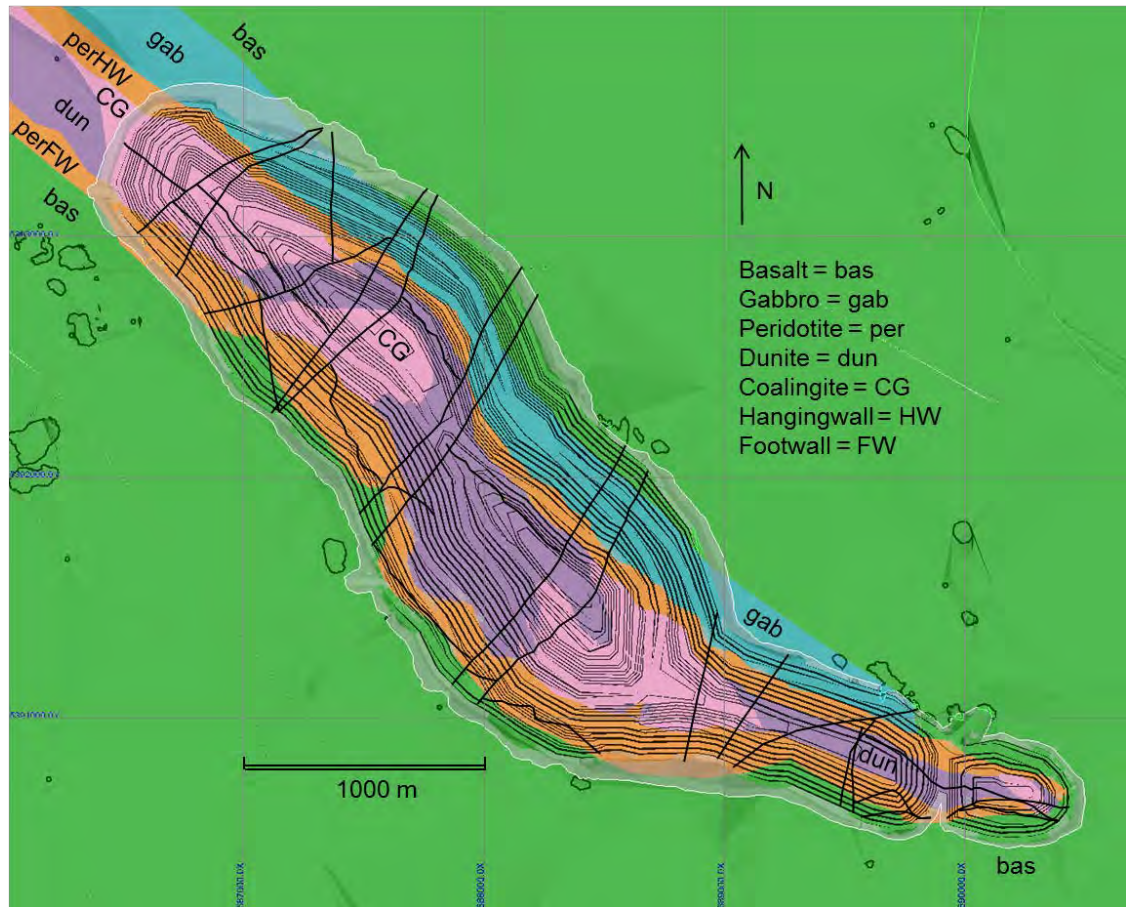 bas
gab
perHW
CG
dun
perFW
bas
N
Basalt = bas
Gabbro = gab
Peridotite = per
Dunite = dun
Coalingite = CG
Hangingwall = HW
Footwall = FW
CG
gab
dun
1000 m
bas